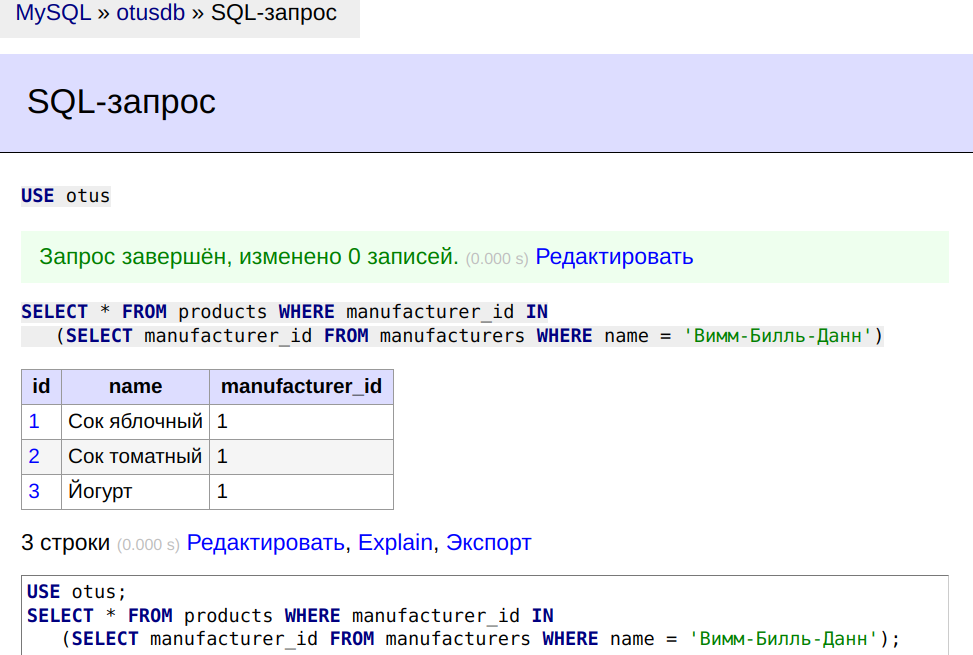 MySQL » otusdb » SQL-запрос
SQL-запрос
USE otus
Запрос завершён, изменено 0 записей. (0.000 s) Редактировать
SELECT * FROM products WHERE manufacturer_id IN
(SELECT manufacturer_id FROM manufacturers WHERE name = 'Вимм-Билль-Данн')
id name manufacturer_id
1 Сок яблочный 1
2 Сок томатный 1
3 Йогурт 1
3 строки (0.000 s) Редактировать, Explain, Экспорт
USE otus;
SELECT * FROM products WHERE manufacturer_id IN
(SELECT manufacturer_id FROM manufacturers WHERE name = 'Вимм-Билль-Данн');